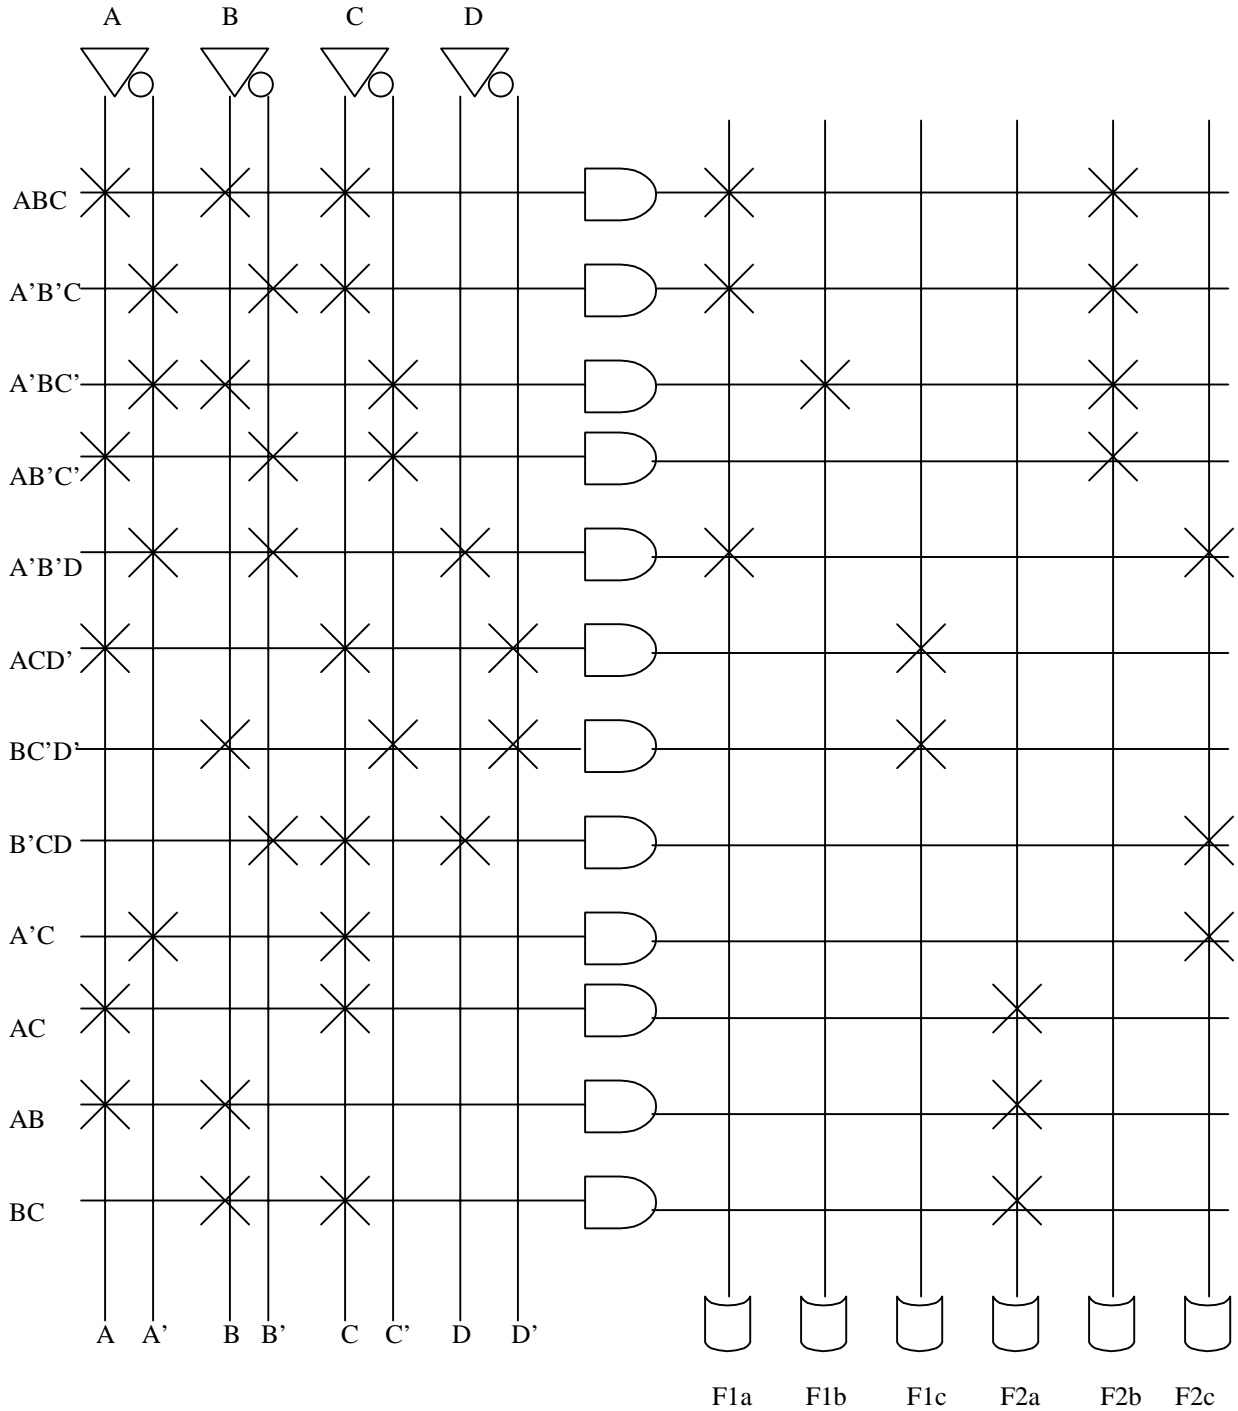 A B C D
ABC
A’B’C
A’BC’
AB’C’
A’B’D
ACD’
BC’D’
B’CD
A’C
AC
AB
BC
A A’ B B’ C C’ D D’
F1a F1b F1c F2a F2b F2c